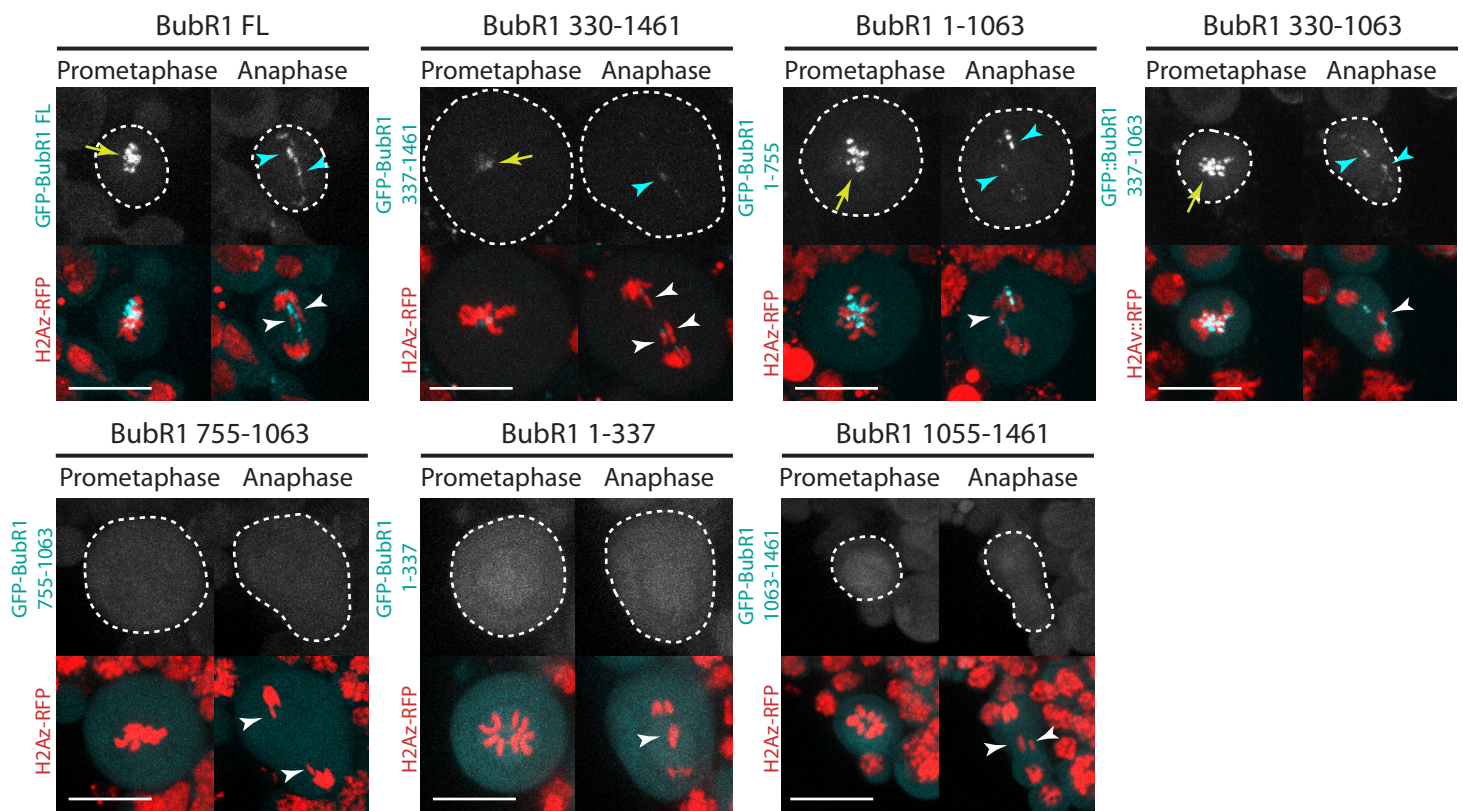 BubR1 FL
Prometaphase Anaphase
GFP-BubR1 FL
H2Az-RFP
BubR1 330-1461
Prometaphase Anaphase
GFP-BubR1
337-1461
H2Az-RFP
BubR1 1-1063
Prometaphase Anaphase
GFP-BubR1
1-755
H2Az-RFP
BubR1 330-1063
Prometaphase Anaphase
GFP::BubR1
337-1063
H2Av::RFP
BubR1 755-1063
Prometaphase Anaphase
GFP-BubR1
755-1063
H2Az-RFP
BubR1 1-337
Prometaphase Anaphase
GFP-BubR1
1-337
H2Az-RFP
BubR1 1055-1461
Prometaphase Anaphase
GFP-BubR1
1063-1461
H2Az-RFP